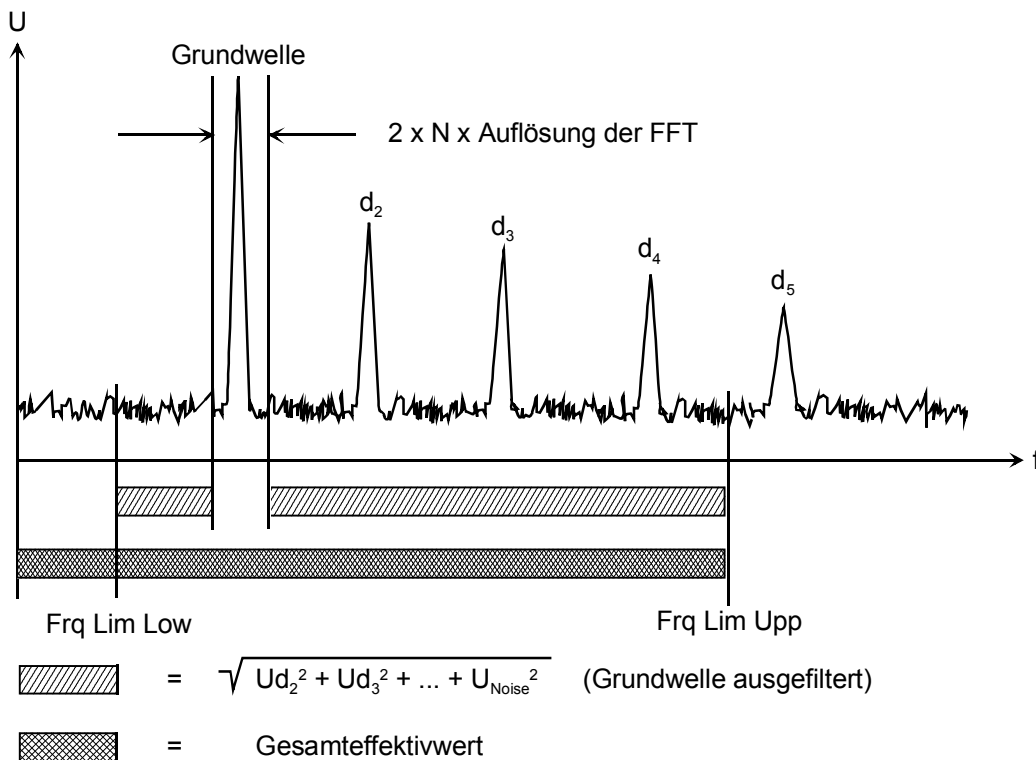 U
Grundwelle
2 x N x Auflösung der FFT
d₂
d₃
d₄
d₅
f
Frq Lim Low
Frq Lim Upp
= √ Ud₂² + Ud₃² + ... + U_Noise² (Grundwelle ausgefiltert)
= Gesamteffektivwert